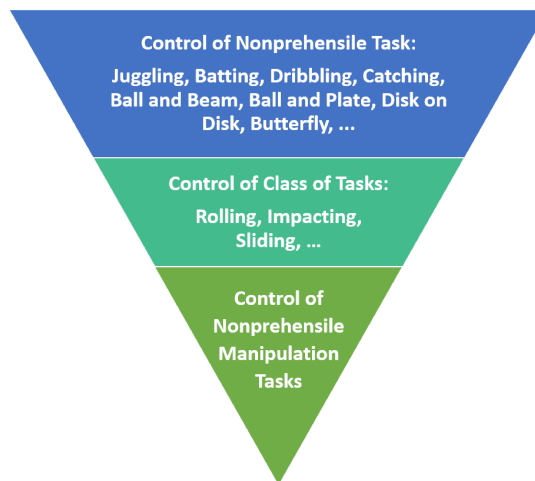 Control of Nonprehensile Task:
Juggling, Batting, Dribbling, Catching,
Ball and Beam, Ball and Plate, Disk on
Disk, Butterfly, ...
Control of Class of Tasks:
Rolling, Impacting,
Sliding, ...
Control of
Nonprehensile
Manipulation
Tasks